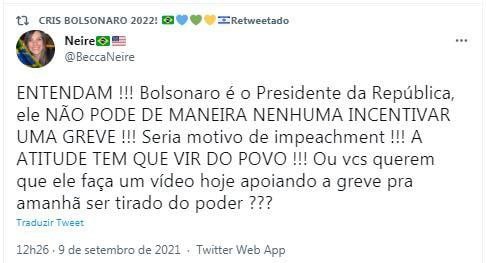 CRIS BOLSONARO 2022! 🇧🇷💙💚💛🇮🇱Retweetado
Neire🇧🇷🇺🇸
@BeccaNeire
ENTENDAM !!! Bolsonaro é o Presidente da República,
ele NÃO PODE DE MANEIRA NENHUMA INCENTIVAR
UMA GREVE !!! Seria motivo de impeachment !!! A
ATITUDE TEM QUE VIR DO POVO !!! Ou vcs querem
que ele faça um vídeo hoje apoiando a greve pra
amanhã ser tirado do poder ???
Traduzir Tweet
12h26 · 9 de setembro de 2021 · Twitter Web App